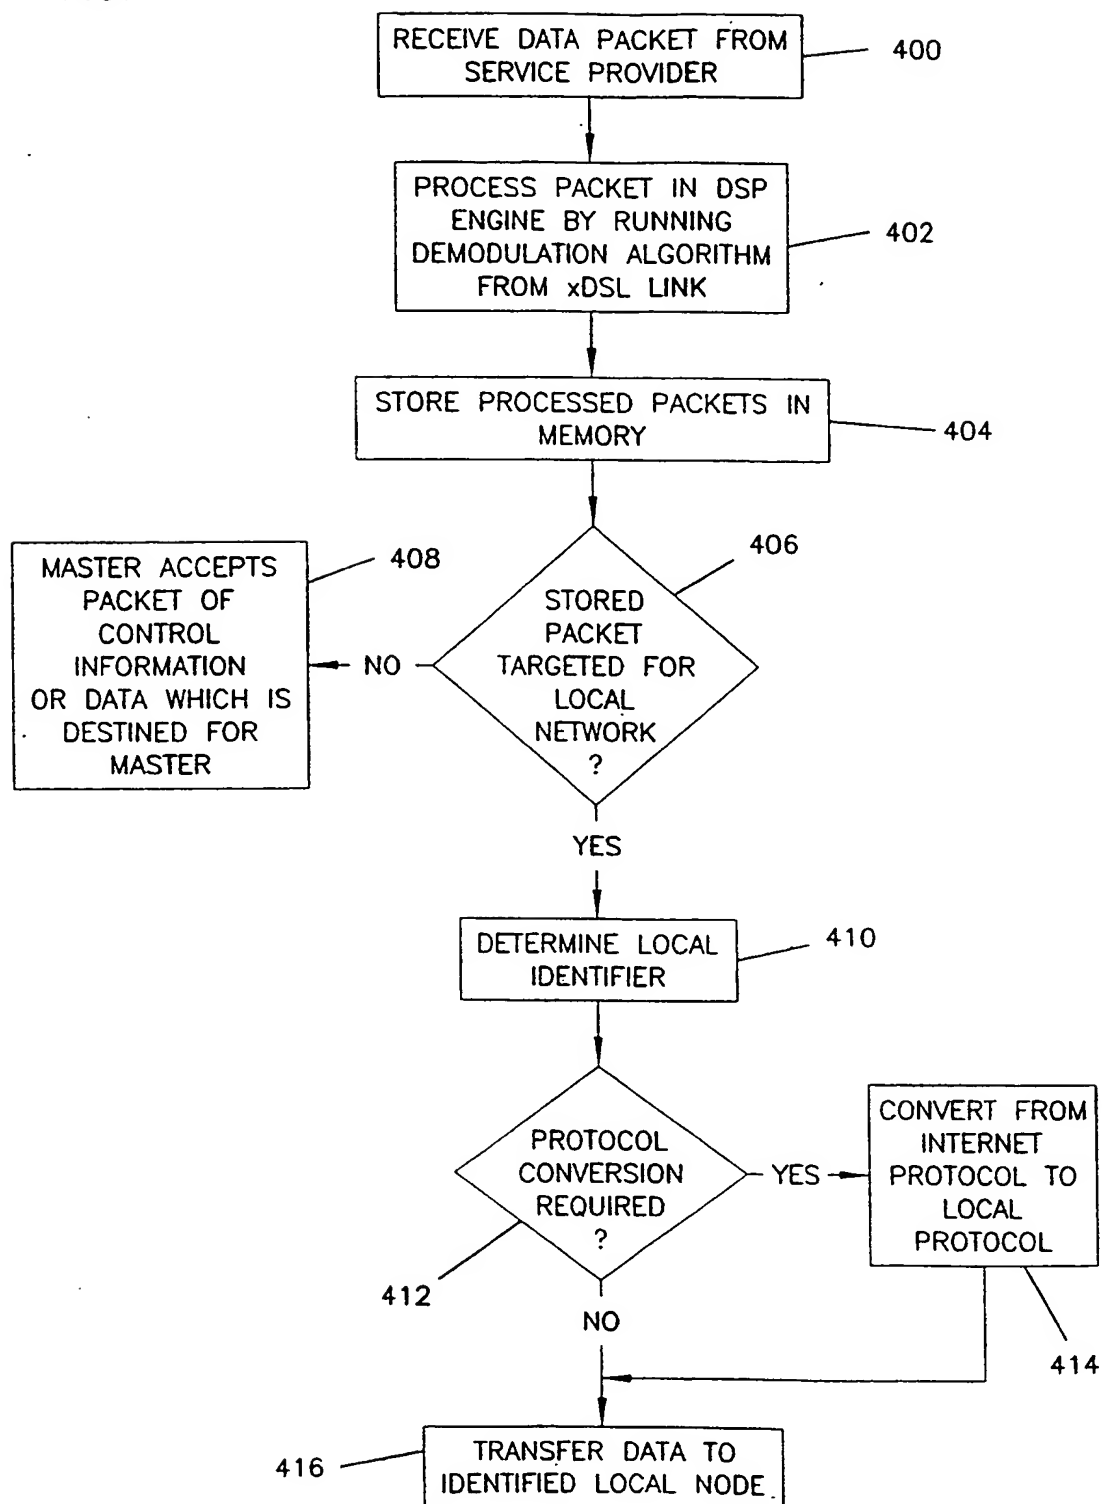 RECEIVE DATA PACKET FROM
SERVICE PROVIDER
400
PROCESS PACKET IN DSP
ENGINE BY RUNNING
DEMODULATION ALGORITHM
FROM xDSL LINK
402
STORE PROCESSED PACKETS IN
MEMORY
404
406
STORED
PACKET
TARGETED FOR
LOCAL
NETWORK
?
408
MASTER ACCEPTS
PACKET OF
CONTROL
INFORMATION
OR DATA WHICH IS
DESTINED FOR
MASTER
NO
YES
DETERMINE LOCAL
IDENTIFIER
410
PROTOCOL
CONVERSION
REQUIRED
?
412
YES
CONVERT FROM
INTERNET
PROTOCOL TO
LOCAL
PROTOCOL
414
NO
TRANSFER DATA TO
IDENTIFIED LOCAL NODE
416